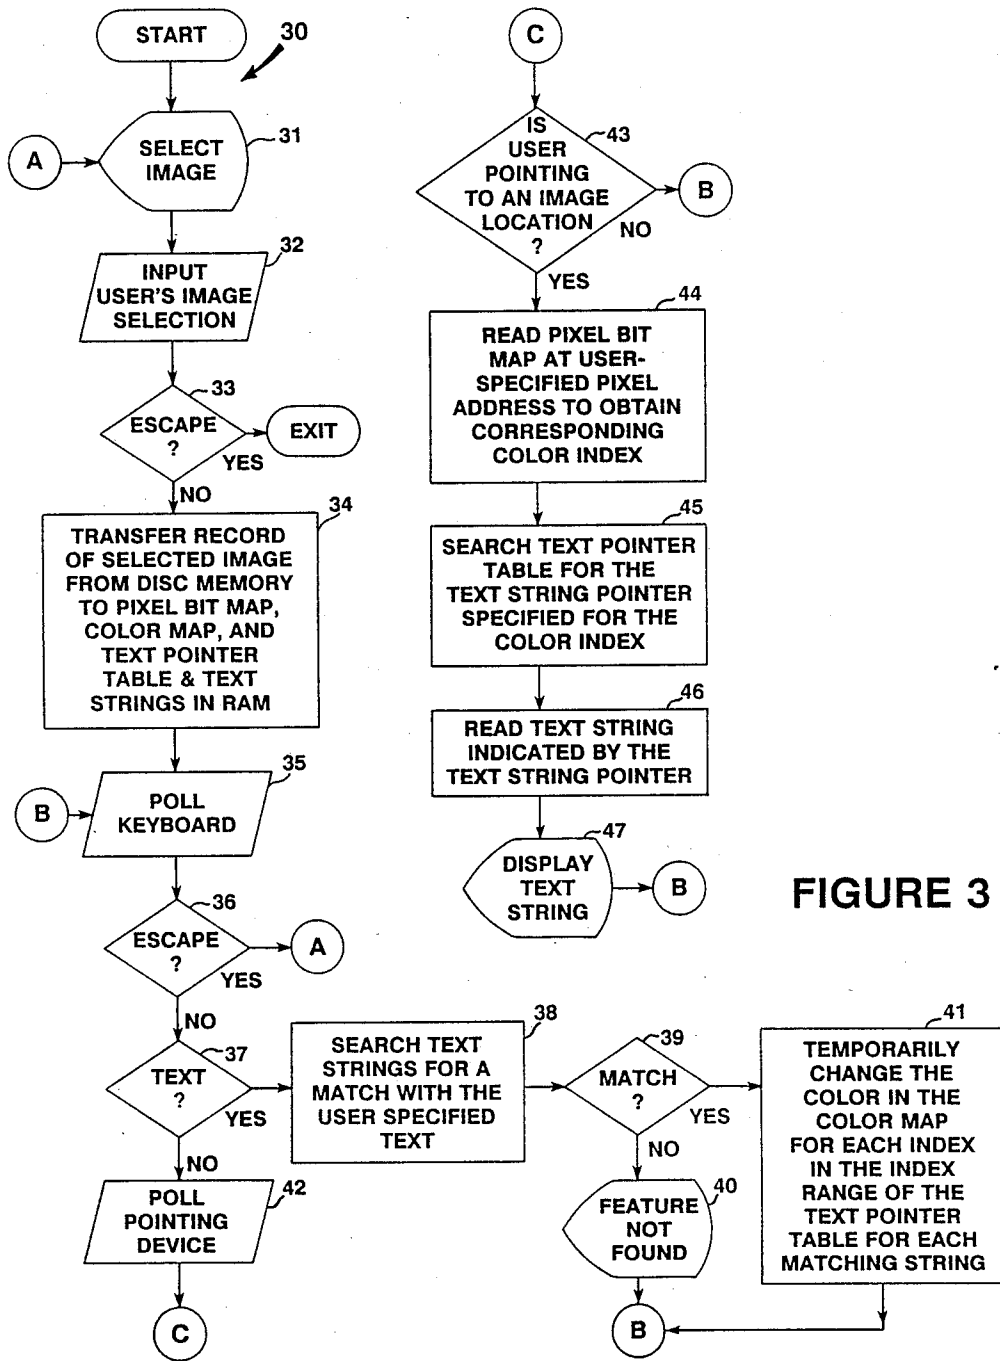 START
30
A
SELECT
IMAGE
31
INPUT
USER'S IMAGE
SELECTION
32
ESCAPE
?
33
YES
EXIT
NO
TRANSFER RECORD
OF SELECTED IMAGE
FROM DISC MEMORY
TO PIXEL BIT MAP,
COLOR MAP, AND
TEXT POINTER
TABLE & TEXT
STRINGS IN RAM
34
B
POLL
KEYBOARD
35
ESCAPE
?
36
YES
A
NO
TEXT
?
37
YES
NO
SEARCH TEXT
STRINGS FOR A
MATCH WITH THE
USER SPECIFIED
TEXT
38
MATCH
?
39
YES
NO
FEATURE
NOT
FOUND
40
B
TEMPORARILY
CHANGE THE
COLOR IN THE
COLOR MAP
FOR EACH INDEX
IN THE INDEX
RANGE OF THE
TEXT POINTER
TABLE FOR EACH
MATCHING STRING
41
POLL
POINTING
DEVICE
42
C
C
IS
USER
POINTING
TO AN IMAGE
LOCATION
?
43
B
NO
YES
READ PIXEL BIT
MAP AT USER-
SPECIFIED PIXEL
ADDRESS TO OBTAIN
CORRESPONDING
COLOR INDEX
44
SEARCH TEXT POINTER
TABLE FOR THE
TEXT STRING POINTER
SPECIFIED FOR THE
COLOR INDEX
45
READ TEXT STRING
INDICATED BY THE
TEXT STRING POINTER
46
DISPLAY
TEXT
STRING
47
B
FIGURE 3